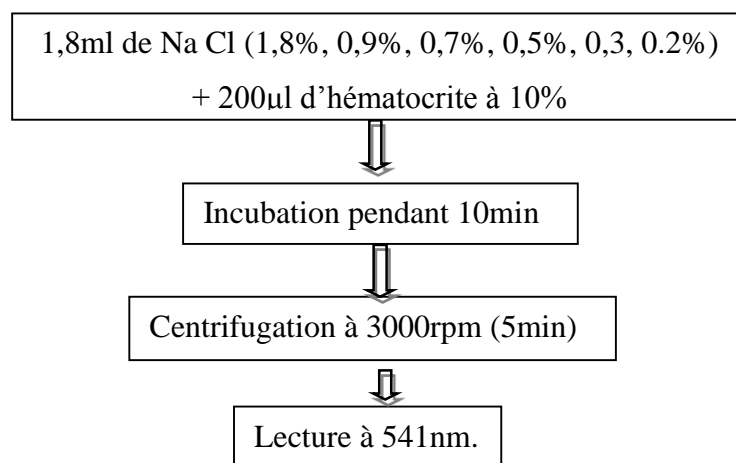 1,8ml de Na Cl (1,8%, 0,9%, 0,7%, 0,5%, 0,3, 0.2%)
+ 200µl d’hématocrite à 10%
Incubation pendant 10min
Centrifugation à 3000rpm (5min)
Lecture à 541nm.